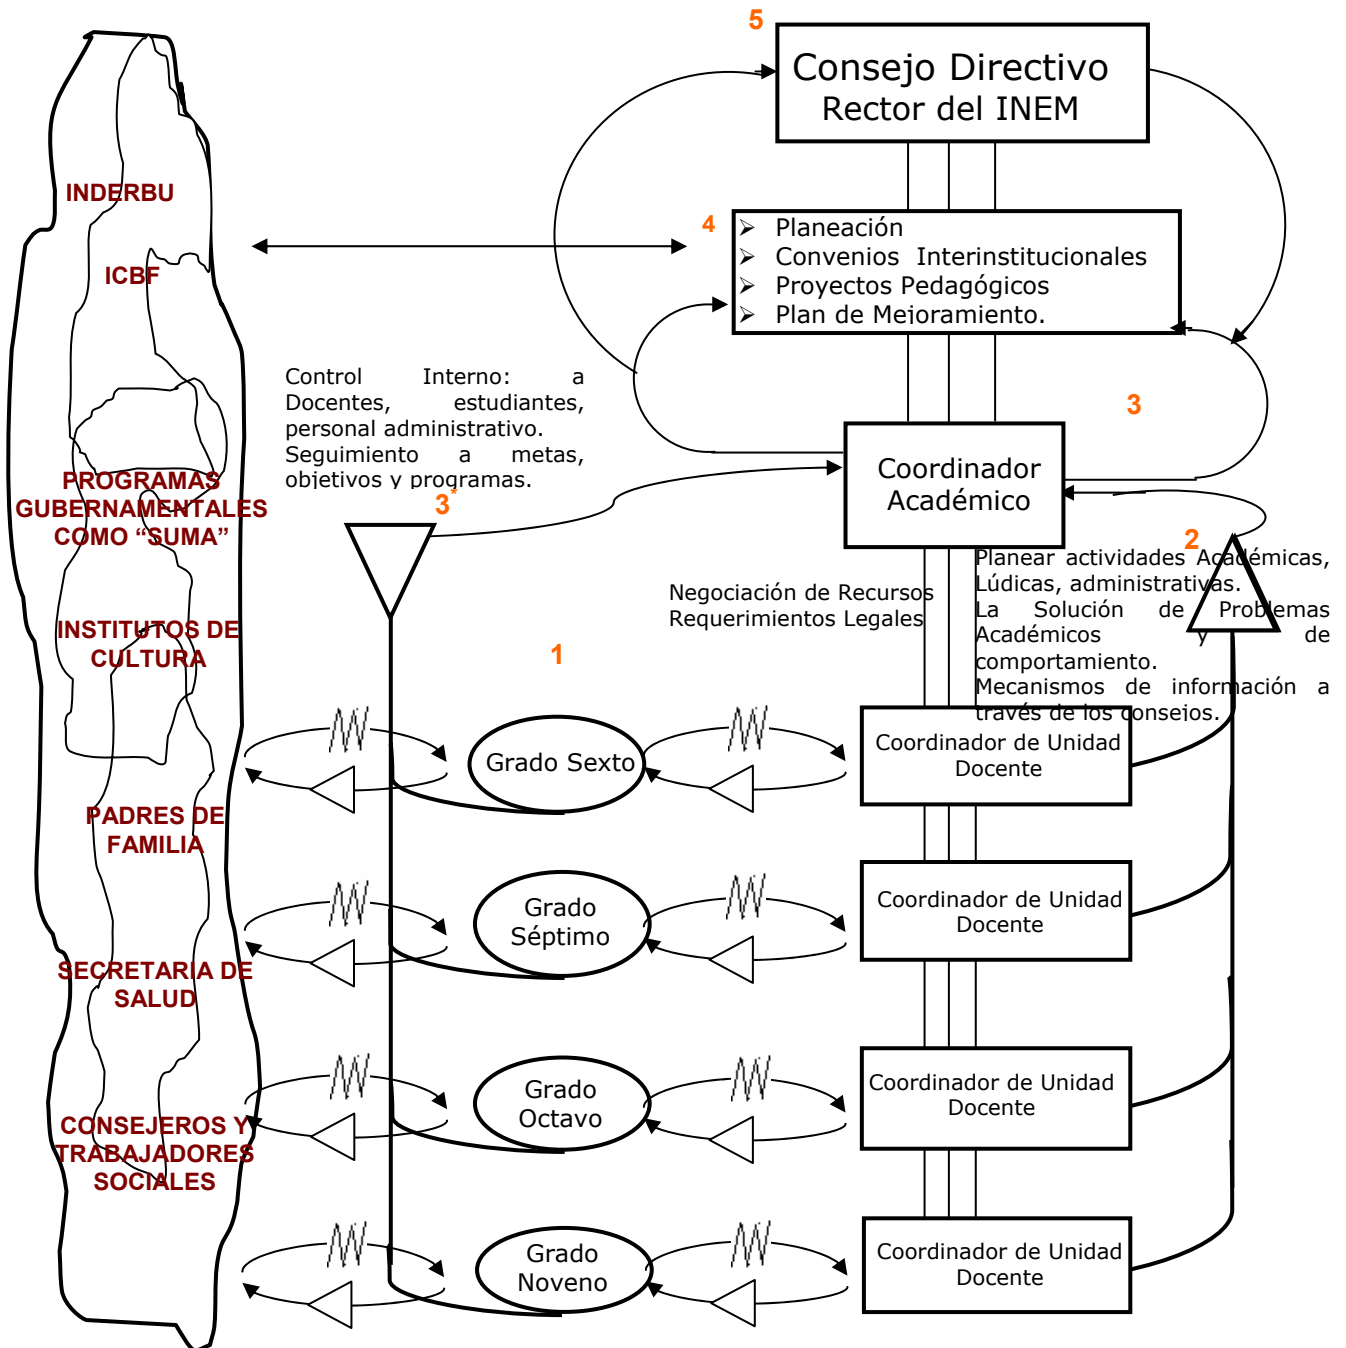 5
Consejo Directivo
Rector del INEM
4
➢ Planeación
➢ Convenios Interinstitucionales
➢ Proyectos Pedagógicos
➢ Plan de Mejoramiento.
INDERBU
ICBF
PROGRAMAS
GUBERNAMENTALES
COMO “SUMA”
INSTITUTOS DE
CULTURA
PADRES DE
FAMILIA
SECRETARIA DE
SALUD
CONSEJEROS Y
TRABAJADORES
SOCIALES
Control Interno: a
Docentes, estudiantes,
personal administrativo.
Seguimiento a metas,
objetivos y programas.
3*
3
Coordinador
Académico
2
Planear actividades Académicas,
Lúdicas, administrativas.
La Solución de Problemas
Académicos y de
comportamiento.
Mecanismos de información a
través de los consejos.
Negociación de Recursos
Requerimientos Legales
1
Grado Sexto
Coordinador de Unidad
Docente
Grado
Séptimo
Coordinador de Unidad
Docente
Grado
Octavo
Coordinador de Unidad
Docente
Grado
Noveno
Coordinador de Unidad
Docente